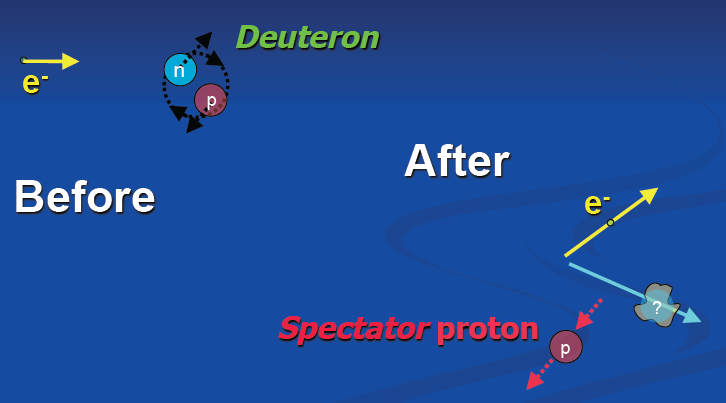 Deuteron
e-
n
p
Before
After
e-
?
Spectator proton
p